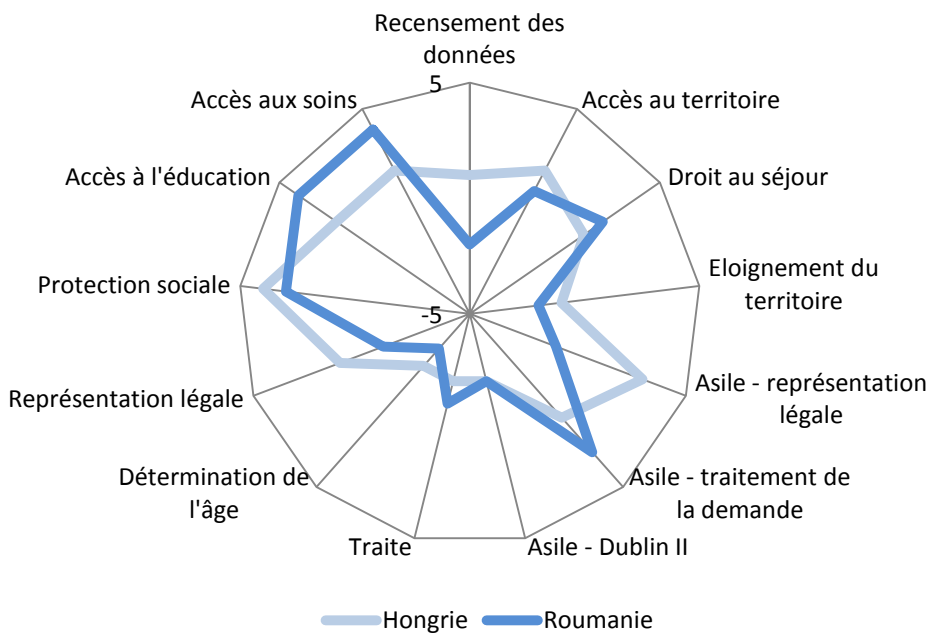 Recensement des
données
5
Accès aux soins
Accès au territoire
Accès à l'éducation
Droit au séjour
Protection sociale
Eloignement du
territoire
-5
Représentation légale
Asile - représentation
légale
Détermination de
l'âge
Asile - traitement de
la demande
Traite
Asile - Dublin II
Hongrie
Roumanie